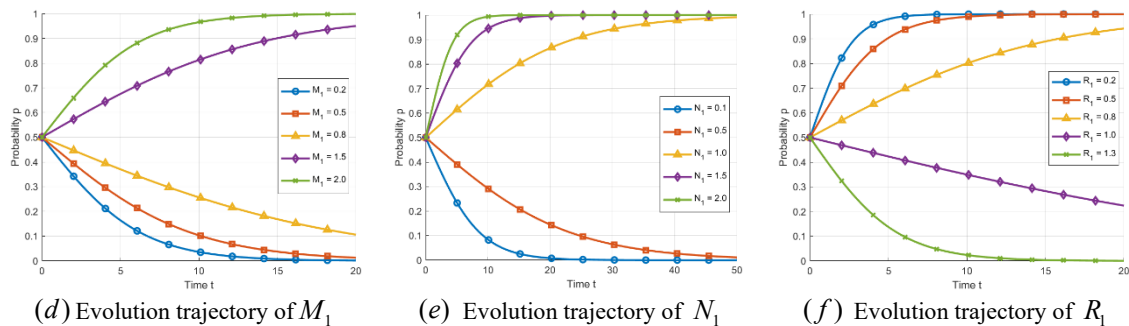 1
0.9
0.8
0.7
0.6
0.5
0.4
0.3
0.2
0.1
0
Probability p
0 5 10 15 20
Time t
M1 = 0.2
M1 = 0.5
M1 = 0.8
M1 = 1.5
M1 = 2.0
(d) Evolution trajectory of M1
1
0.9
0.8
0.7
0.6
0.5
0.4
0.3
0.2
0.1
0
Probability p
0 10 20 30 40 50
Time t
N1 = 0.1
N1 = 0.5
N1 = 1.0
N1 = 1.5
N1 = 2.0
(e) Evolution trajectory of N1
1
0.9
0.8
0.7
0.6
0.5
0.4
0.3
0.2
0.1
0
Probability p
0 5 10 15 20
Time t
R1 = 0.2
R1 = 0.5
R1 = 0.8
R1 = 1.0
R1 = 1.3
(f) Evolution trajectory of R1